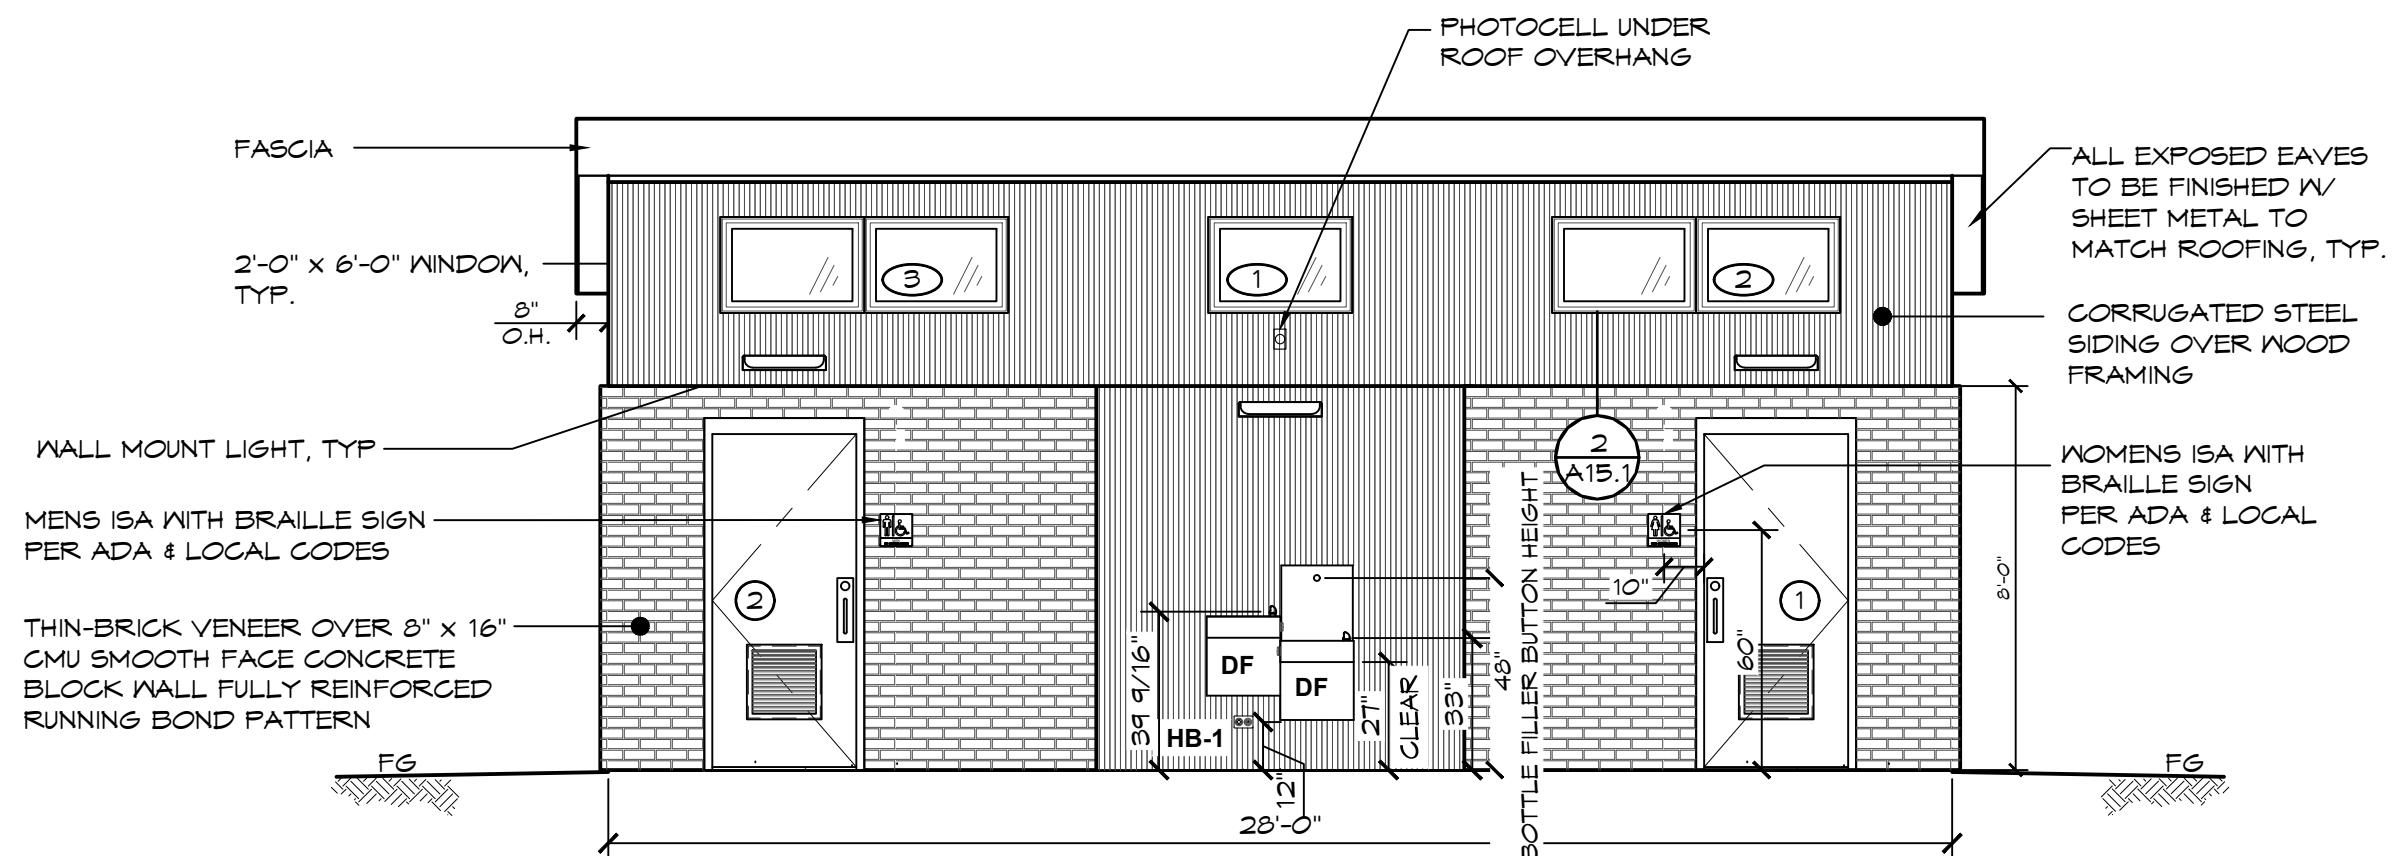 PHOTOCELL UNDER
ROOF OVERHANG
FASCIA
ALL EXPOSED EAVES
TO BE FINISHED W/
SHEET METAL TO
MATCH ROOFING, TYP.
2'-0" X 6'-0" WINDOW,
TYP.
3
1
2
8"
O.H.
CORRUGATED STEEL
SIDING OVER WOOD
FRAMING
WALL MOUNT LIGHT, TYP
2
A15.1
WOMENS ISA WITH
BRAILLE SIGN
PER ADA & LOCAL
CODES
MENS ISA WITH BRAILLE SIGN
PER ADA & LOCAL CODES
8'-0"
10"
2
1
THIN-BRICK VENEER OVER 8" X 16"
CMU SMOOTH FACE CONCRETE
BLOCK WALL FULLY REINFORCED
RUNNING BOND PATTERN
39 9/16"
DF
DF
HB-1
27"
CLEAR
33"
48"
BOTTLE FILLER BUTTON HEIGHT
60"
12"
FG
FG
28'-0"